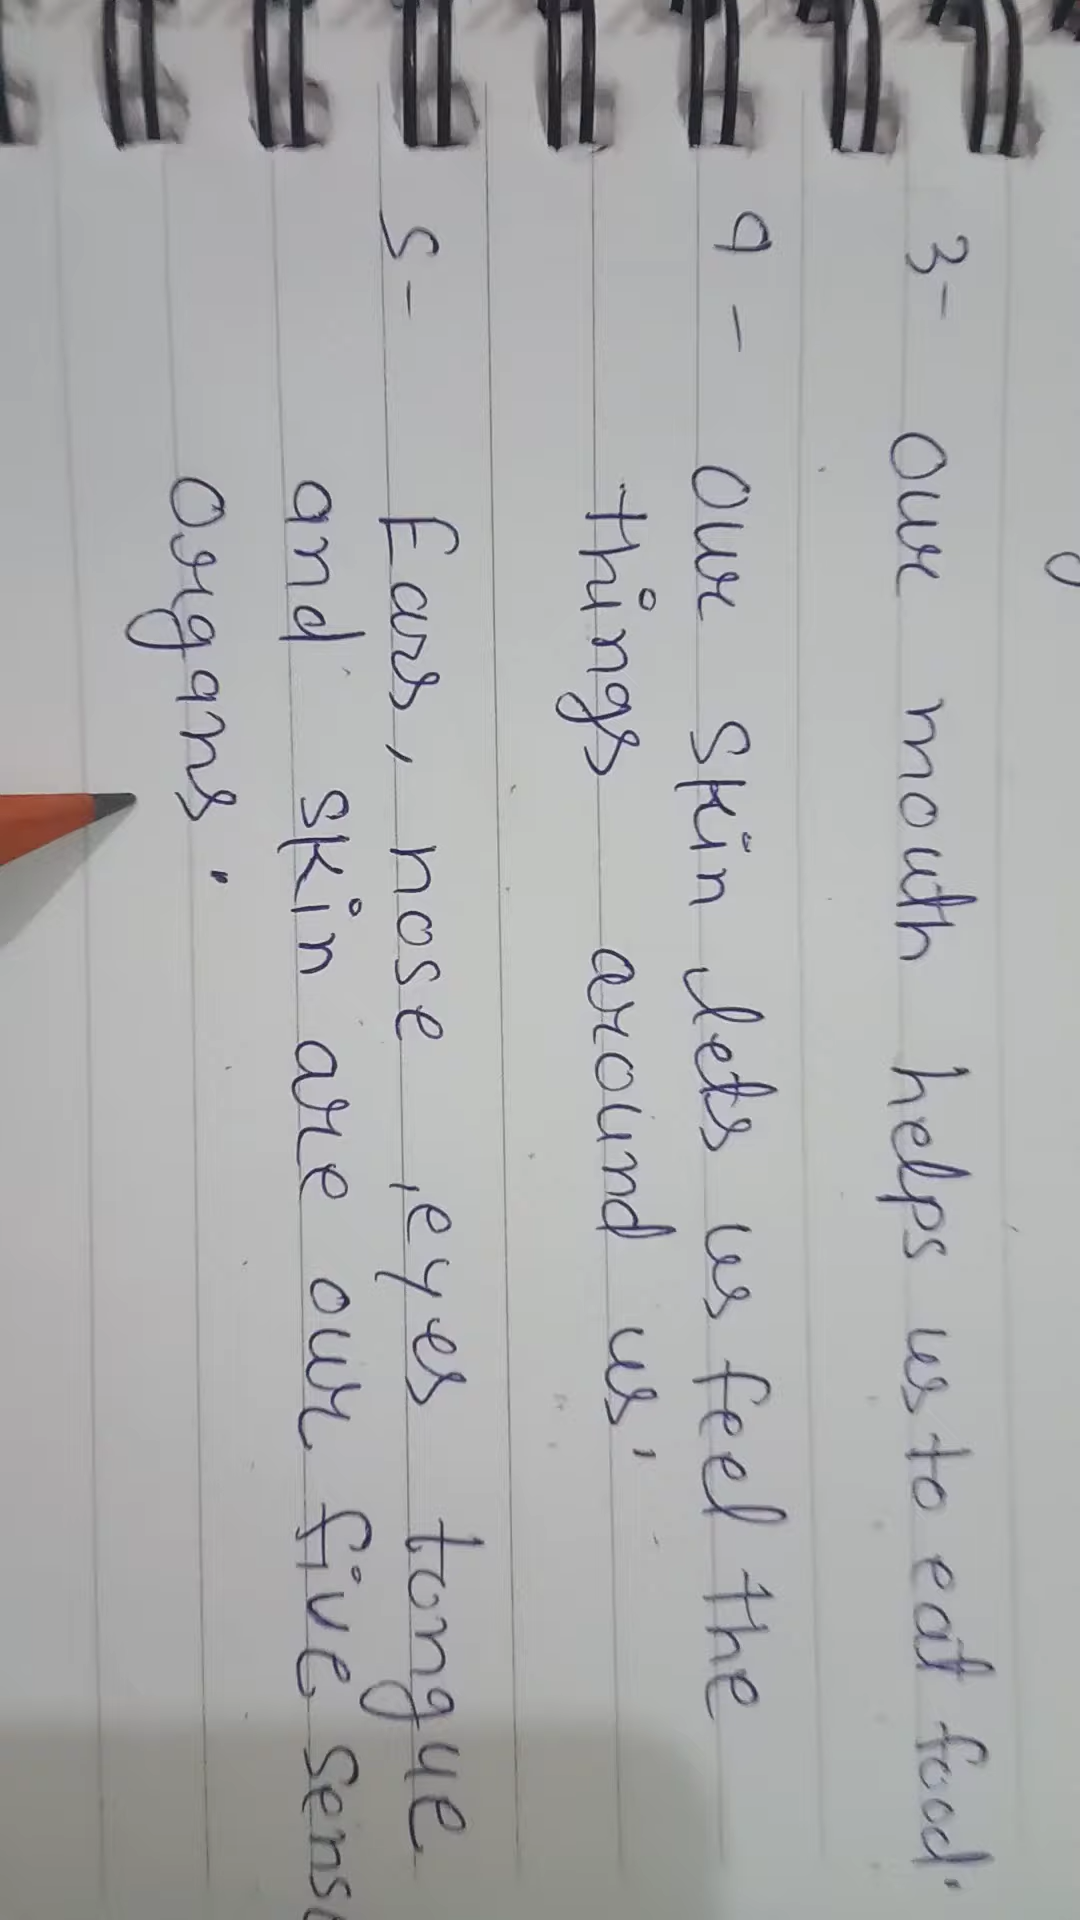 3- our mouth helps us to eat food.
4- our skin lets us feel the
things around us.
5- Ears, nose, eyes tongue
and skin are our five
organs.